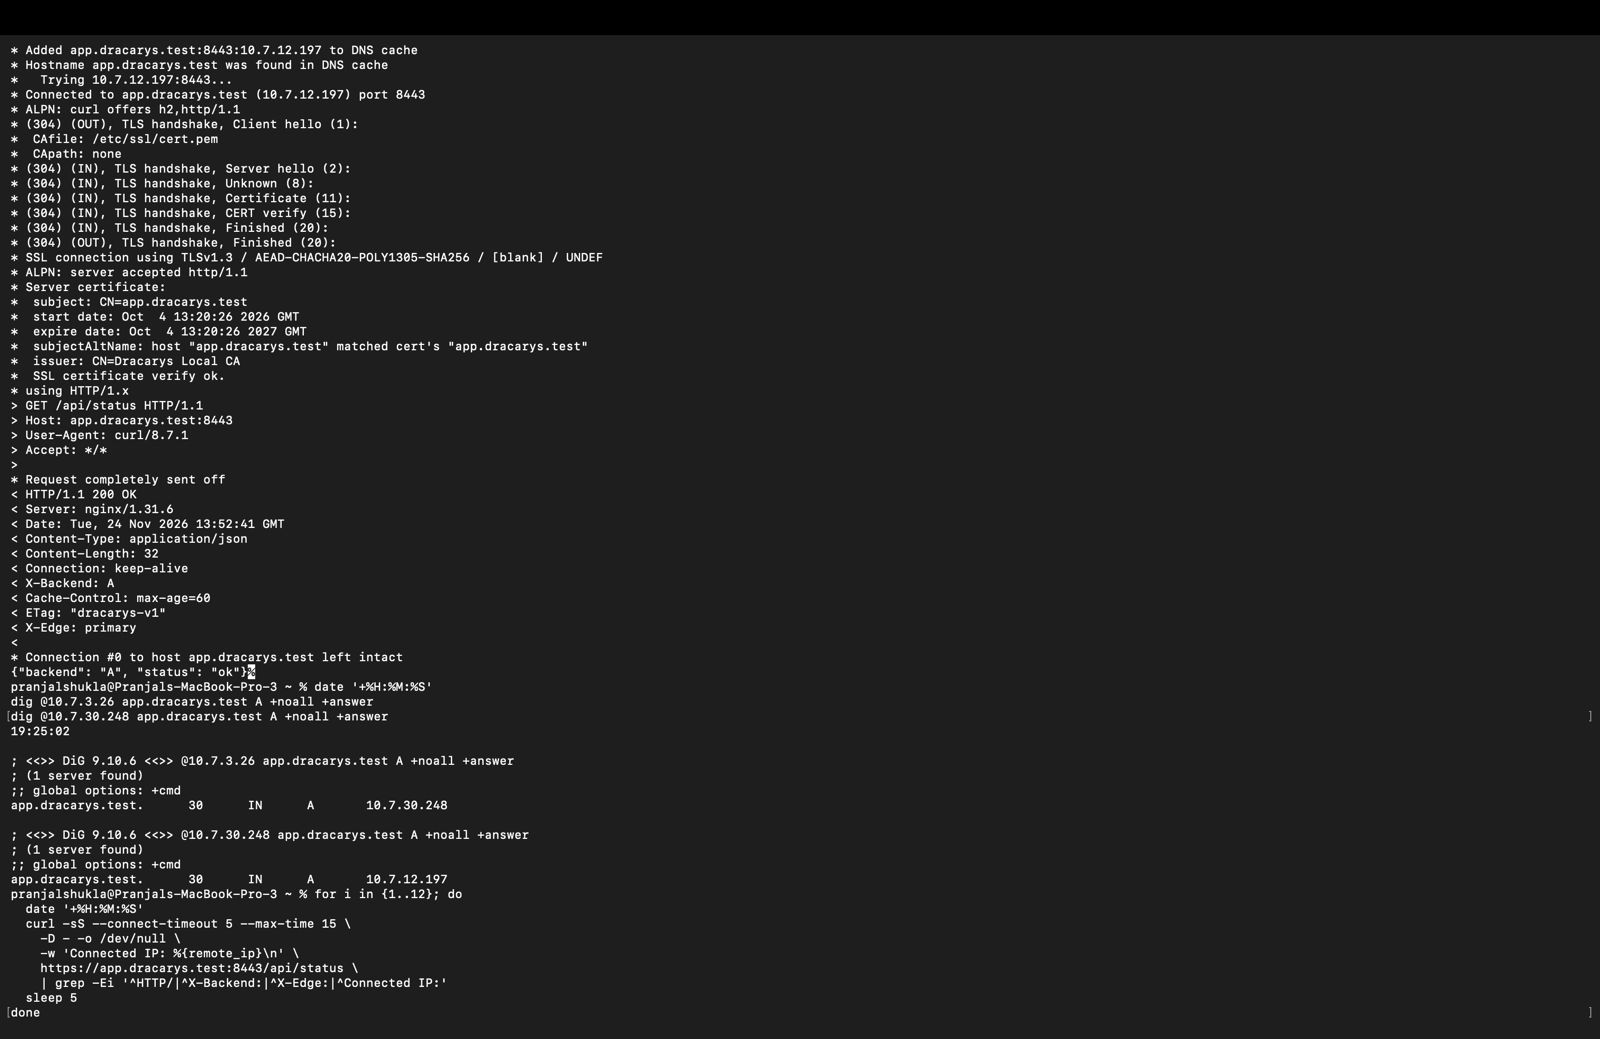 * Added app.dracarys.test:8443:10.7.12.197 to DNS cache
* Hostname app.dracarys.test was found in DNS cache
*   Trying 10.7.12.197:8443...
* Connected to app.dracarys.test (10.7.12.197) port 8443
* ALPN: curl offers h2,http/1.1
* (304) (OUT), TLS handshake, Client hello (1):
*  CAfile: /etc/ssl/cert.pem
*  CApath: none
* (304) (IN), TLS handshake, Server hello (2):
* (304) (IN), TLS handshake, Unknown (8):
* (304) (IN), TLS handshake, Certificate (11):
* (304) (IN), TLS handshake, CERT verify (15):
* (304) (IN), TLS handshake, Finished (20):
* (304) (OUT), TLS handshake, Finished (20):
* SSL connection using TLSv1.3 / AEAD-CHACHA20-POLY1305-SHA256 / [blank] / UNDEF
* ALPN: server accepted http/1.1
* Server certificate:
*  subject: CN=app.dracarys.test
*  start date: Oct  4 13:20:26 2026 GMT
*  expire date: Oct  4 13:20:26 2027 GMT
*  subjectAltName: host "app.dracarys.test" matched cert's "app.dracarys.test"
*  issuer: CN=Dracarys Local CA
*  SSL certificate verify ok.
* using HTTP/1.x
> GET /api/status HTTP/1.1
> Host: app.dracarys.test:8443
> User-Agent: curl/8.7.1
> Accept: */*
>
* Request completely sent off
< HTTP/1.1 200 OK
< Server: nginx/1.31.6
< Date: Tue, 24 Nov 2026 13:52:41 GMT
< Content-Type: application/json
< Content-Length: 32
< Connection: keep-alive
< X-Backend: A
< Cache-Control: max-age=60
< ETag: "dracarys-v1"
< X-Edge: primary
<
* Connection #0 to host app.dracarys.test left intact
{"backend": "A", "status": "ok"}%
pranjalshukla@Pranjals-MacBook-Pro-3 ~ % date '+%H:%M:%S'
dig @10.7.3.26 app.dracarys.test A +noall +answer
[dig @10.7.30.248 app.dracarys.test A +noall +answer ]
19:25:02

; <<>> DiG 9.10.6 <<>> @10.7.3.26 app.dracarys.test A +noall +answer
; (1 server found)
;; global options: +cmd
app.dracarys.test.      30      IN      A       10.7.30.248

; <<>> DiG 9.10.6 <<>> @10.7.30.248 app.dracarys.test A +noall +answer
; (1 server found)
;; global options: +cmd
app.dracarys.test.      30      IN      A       10.7.12.197
pranjalshukla@Pranjals-MacBook-Pro-3 ~ % for i in {1..12}; do
  date '+%H:%M:%S'
  curl -sS --connect-timeout 5 --max-time 15 \
    -D - -o /dev/null \
    -w 'Connected IP: %{remote_ip}\n' \
    https://app.dracarys.test:8443/api/status \
    | grep -Ei '^HTTP/|^X-Backend:|^X-Edge:|^Connected IP:'
  sleep 5
[done ]